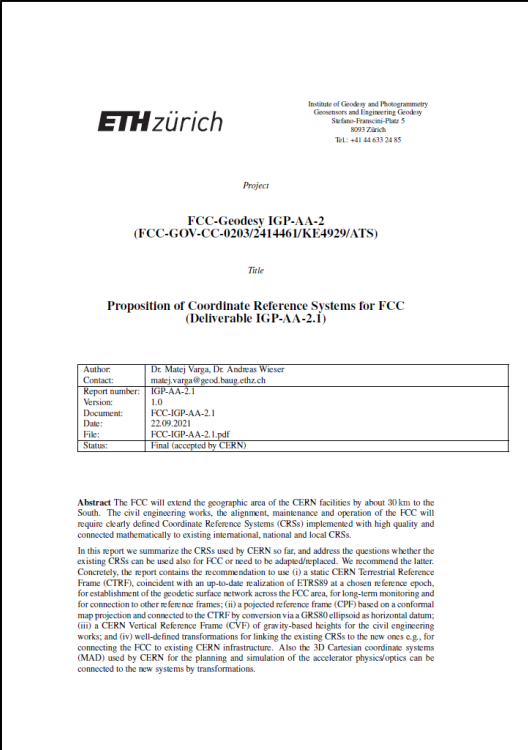 ETH zürich
Institute of Geodesy and Photogrammetry
Geosensors and Engineering Geodesy
Stefano-Franscini-Platz 5
8093 Zürich
Tel.: +41 44 633 24 85
Project
FCC-Geodesy IGP-AA-2
(FCC-GOV-CC-0203/2414461/KE4929/ATS)
Title
Proposition of Coordinate Reference Systems for FCC
(Deliverable IGP-AA-2.1)
Author: Dr. Matej Varga, Dr. Andreas Wieser
Contact: matej.varga@geod.baug.ethz.ch
Report number: IGP-AA-2.1
Version: 1.0
Document: FCC-IGP-AA-2.1
Date: 22.09.2021
File: FCC-IGP-AA-2.1.pdf
Status: Final (accepted by CERN)
Abstract The FCC will extend the geographic area of the CERN facilities by about 30 km to the
South. The civil engineering works, the alignment, maintenance and operation of the FCC will
require clearly defined Coordinate Reference Systems (CRSs) implemented with high quality and
connected mathematically to existing international, national and local CRSs.
In this report we summarize the CRSs used by CERN so far, and address the questions whether the
existing CRSs can be used also for FCC or need to be adapted/replaced. We recommend the latter.
Concretely, the report contains the recommendation to use (i) a static CERN Terrestrial Reference
Frame (CTRF), coincident with an up-to-date realization of ETRS89 at a chosen reference epoch,
for establishment of the geodetic surface network across the FCC area, for long-term monitoring and
for connection to other reference frames; (ii) a pojected reference frame (CPF) based on a conformal
map projection and connected to the CTRF by conversion via a GRS80 ellipsoid as horizontal datum;
(iii) a CERN Vertical Reference Frame (CVF) of gravity-based heights for the civil engineering
works; and (iv) well-defined transformations for linking the existing CRSs to the new ones e.g., for
connecting the FCC to existing CERN infrastructure. Also the 3D Cartesian coordinate systems
(MAD) used by CERN for the planning and simulation of the accelerator physics/optics can be
connected to the new systems by transformations.